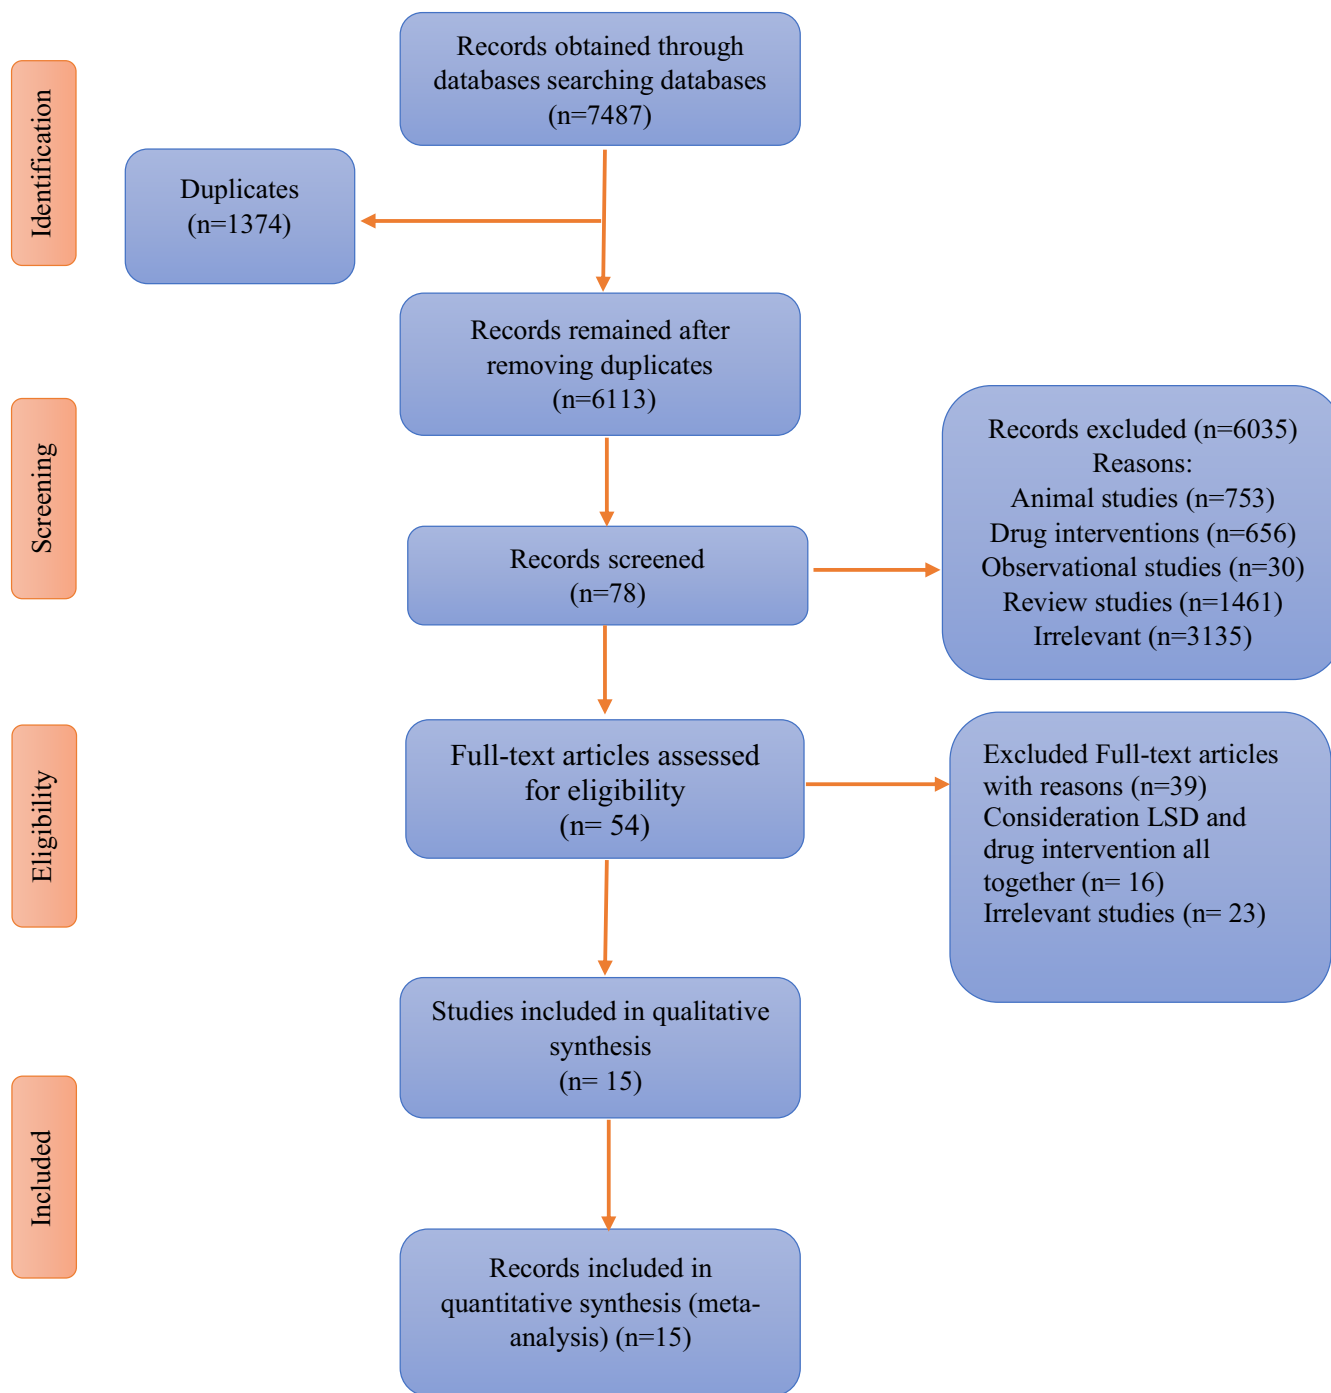 Identification
Records obtained through
databases searching databases
(n=7487)
Duplicates
(n=1374)
Records remained after
removing duplicates
(n=6113)
Screening
Records screened
(n=78)
Records excluded (n=6035)
Reasons:
Animal studies (n=753)
Drug interventions (n=656)
Observational studies (n=30)
Review studies (n=1461)
Irrelevant (n=3135)
Eligibility
Full-text articles assessed
for eligibility
(n= 54)
Excluded Full-text articles
with reasons (n=39)
Consideration LSD and
drug intervention all
together (n= 16)
Irrelevant studies (n= 23)
Included
Studies included in qualitative
synthesis
(n= 15)
Records included in
quantitative synthesis (meta-
analysis) (n=15)